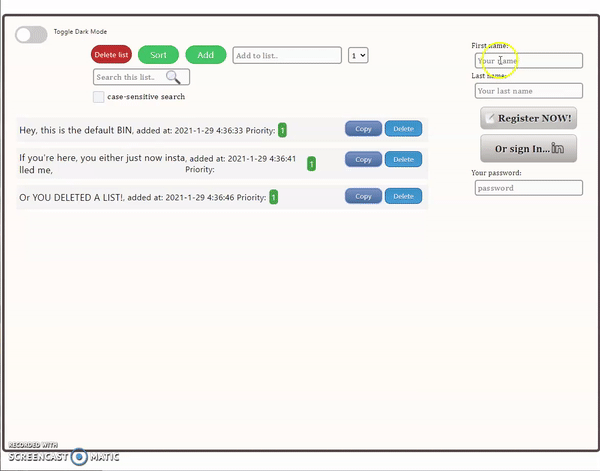 Toggle Dark Mode
Delete list
Sort
Add
Add to list..
1
Search this list..
case-sensitive search
Hey, this is the default BIN, added at: 2021-1-29 4:36:33 Priority: 1
Copy
Delete
If you're here, you either just now insta, added at: 2021-1-29 4:36:41
lled me, Priority: 1
Copy
Delete
Or YOU DELETED A LIST!, added at: 2021-1-29 4:36:46 Priority: 1
Copy
Delete
First name:
Your name
Last name:
Your last name
Register NOW!
Or sign In...
in
Your password:
password
RECORDED WITH
SCREENCAST MATIC